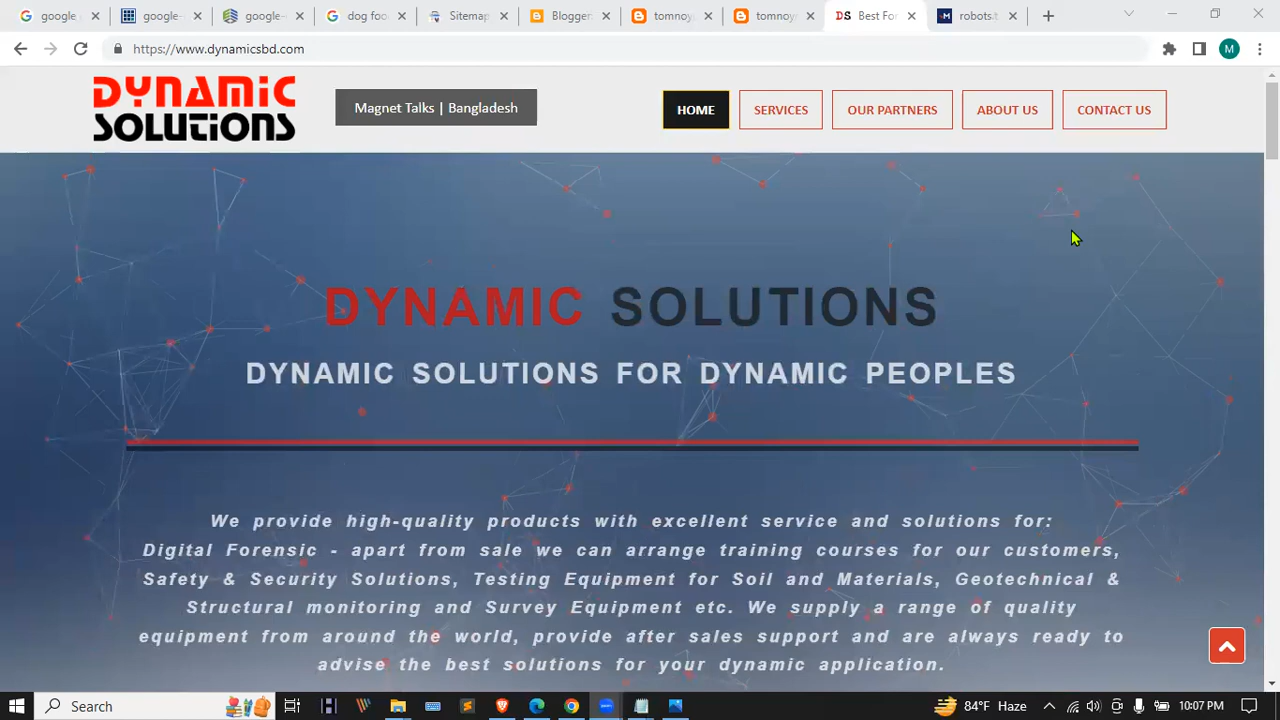 google
google-
google-
dog foo
Sitemap
Blogger
tomnoy
tomnoy
DS Best Fo
M robots.t
https://www.dynamicsbd.com
M
DYNAMIC
SOLUTIONS
Magnet Talks | Bangladesh
HOME
SERVICES
OUR PARTNERS
ABOUT US
CONTACT US
DYNAMIC SOLUTIONS
DYNAMIC SOLUTIONS FOR DYNAMIC PEOPLES
We provide high-quality products with excellent service and solutions for:
Digital Forensic - apart from sale we can arrange training courses for our customers,
Safety & Security Solutions, Testing Equipment for Soil and Materials, Geotechnical &
Structural monitoring and Survey Equipment etc. We supply a range of quality
equipment from around the world, provide after sales support and are always ready to
advise the best solutions for your dynamic application.
Search
84°F Haze
10:07 PM